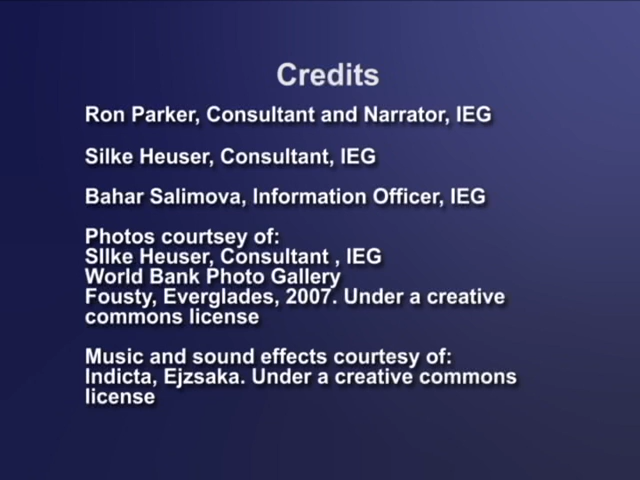 Credits
Ron Parker, Consultant and Narrator, IEG
Silke Heuser, Consultant, IEG
Bahar Salimova, Information Officer, IEG
Photos courtsey of:
SIlke Heuser, Consultant , IEG
World Bank Photo Gallery
Fousty, Everglades, 2007. Under a creative
commons license
Music and sound effects courtesy of:
Indicta, Ejzsaka. Under a creative commons
license